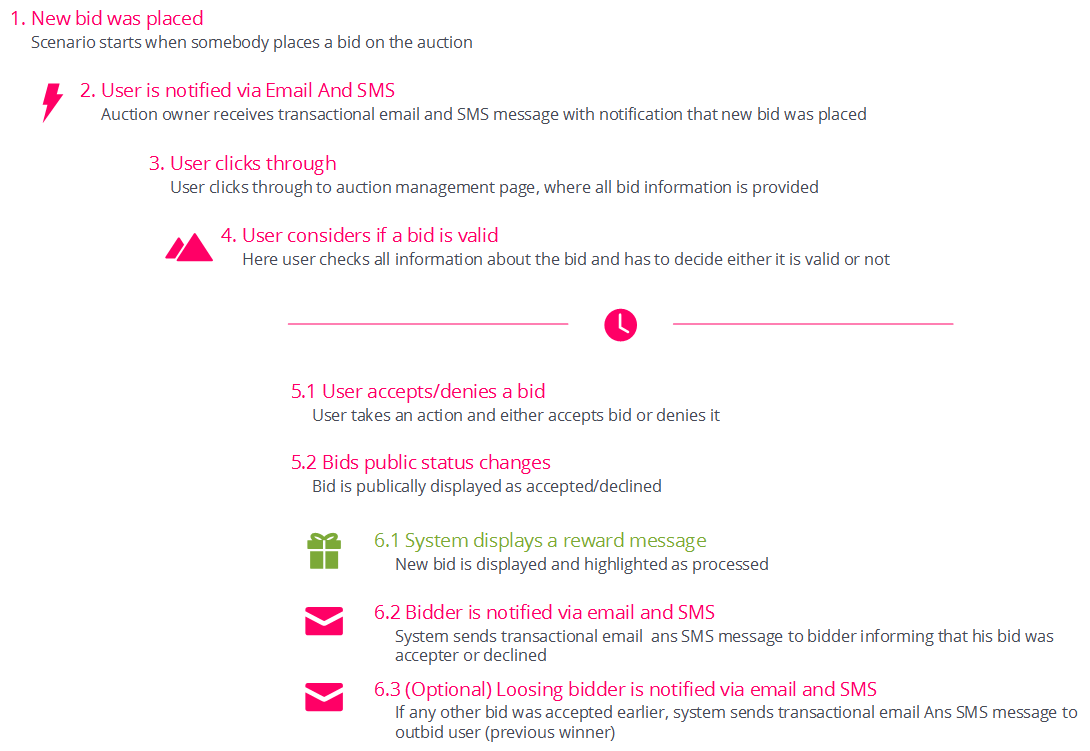 1. New bid was placed
Scenario starts when somebody places a bid on the auction
2. User is notified via Email And SMS
Auction owner receives transactional email and SMS message with notification that new bid was placed
3. User clicks through
User clicks through to auction management page, where all bid information is provided
4. User considers if a bid is valid
Here user checks all information about the bid and has to decide either it is valid or not
5.1 User accepts/denies a bid
User takes an action and either accepts bid or denies it
5.2 Bids public status changes
Bid is publically displayed as accepted/declined
6.1 System displays a reward message
New bid is displayed and highlighted as processed
6.2 Bidder is notified via email and SMS
System sends transactional email  ans SMS message to bidder informing that his bid was
accepter or declined
6.3 (Optional) Loosing bidder is notified via email and SMS
If any other bid was accepted earlier, system sends transactional email Ans SMS message to
outbid user (previous winner)